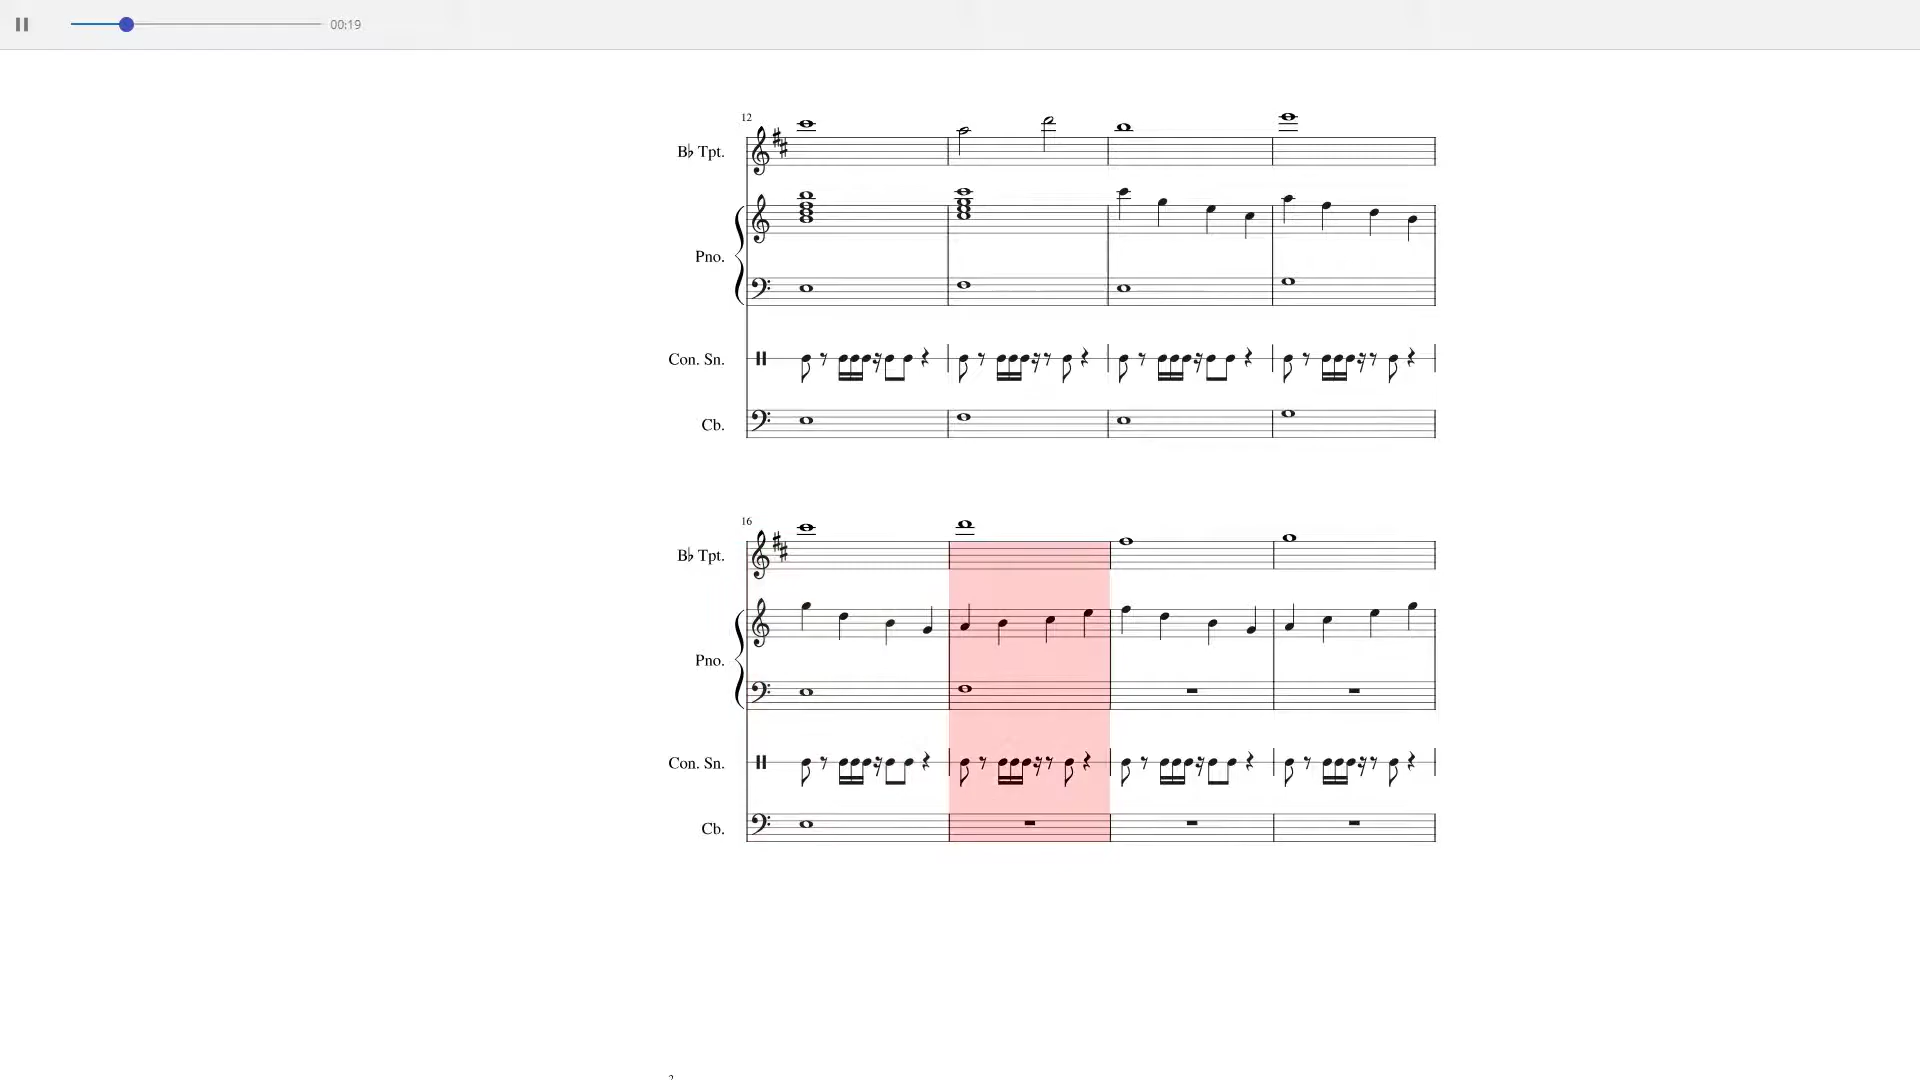 00:19
12
B♭ Tpt.
Pno.
Con. Sn.
Cb.
16
B♭ Tpt.
Pno.
Con. Sn.
Cb.